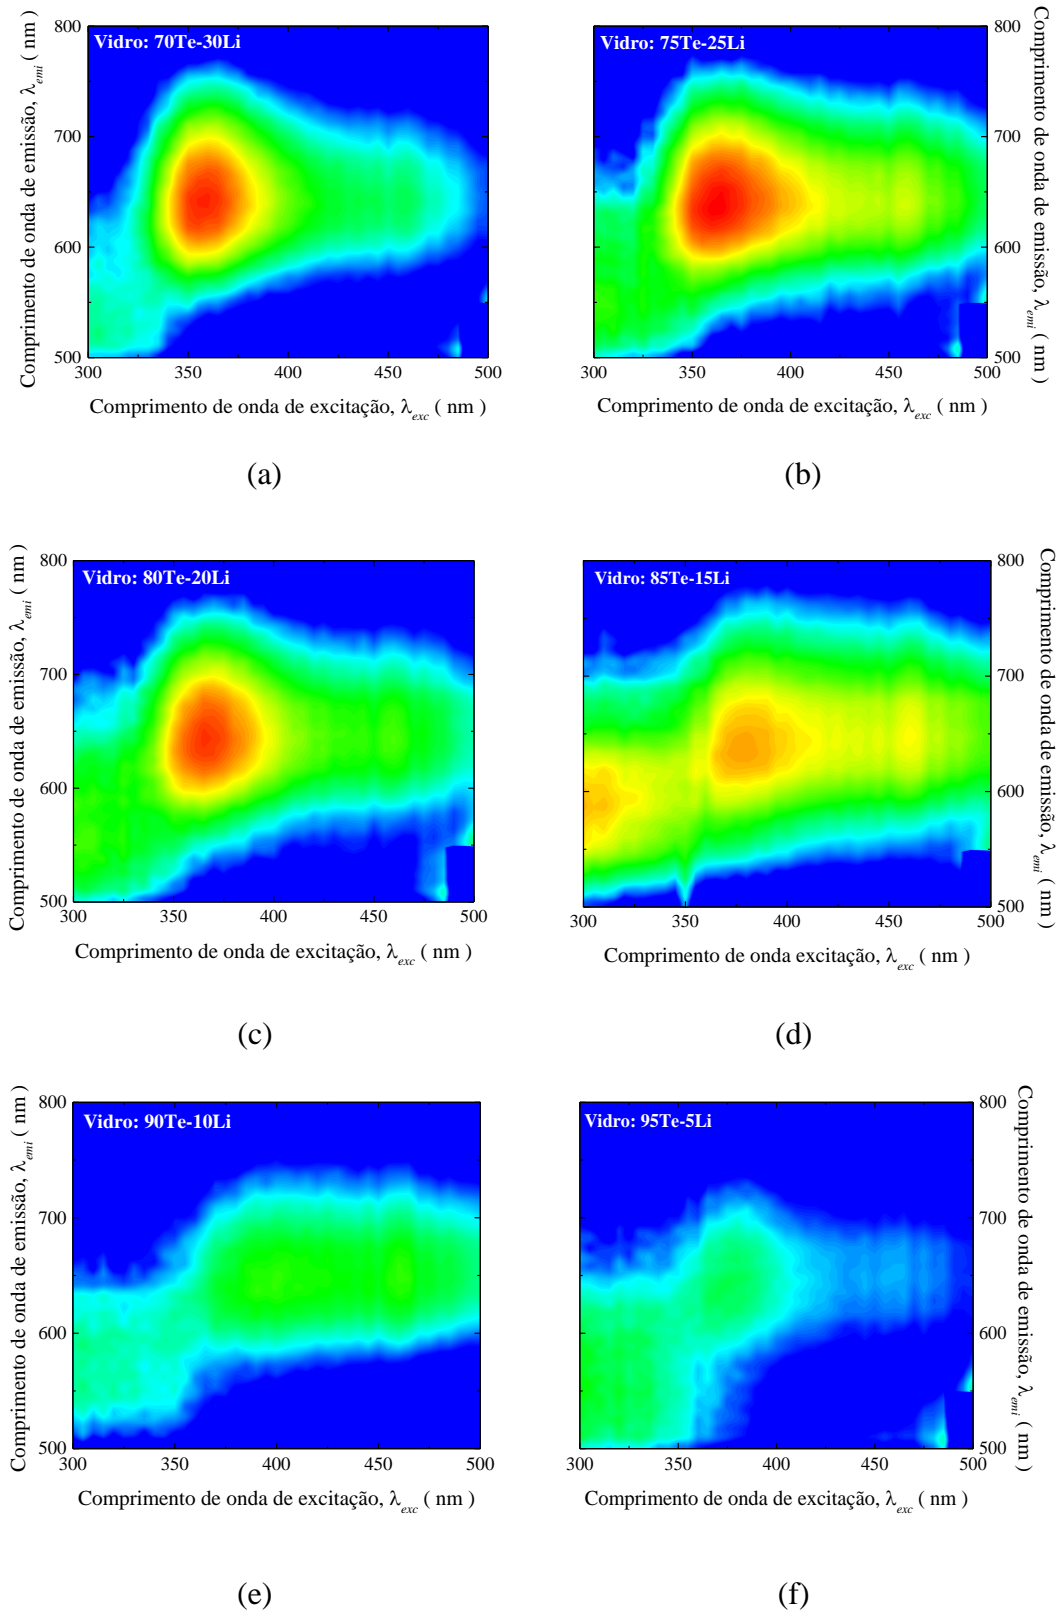 800
700
600
500
Vidro: 70Te-30Li
300 350 400 450 500
Comprimento de onda de emissão, λemi ( nm )
Comprimento de onda de excitação, λexc ( nm )
(a)
Vidro: 75Te-25Li
800
700
600
500
300 350 400 450 500
Comprimento de onda de emissão, λemi ( nm )
Comprimento de onda de excitação, λexc ( nm )
(b)
800
700
600
500
Vidro: 80Te-20Li
300 350 400 450 500
Comprimento de onda de emissão, λemi ( nm )
Comprimento de onda de excitação, λexc ( nm )
(c)
Vidro: 85Te-15Li
800
700
600
500
300 350 400 450 500
Comprimento de onda de emissão, λemi ( nm )
Comprimento de onda excitação, λexc ( nm )
(d)
800
700
600
500
Vidro: 90Te-10Li
300 350 400 450 500
Comprimento de onda de emissão, λemi ( nm )
Comprimento de onda de excitação, λexc ( nm )
(e)
Vidro: 95Te-5Li
800
700
600
500
300 350 400 450 500
Comprimento de onda de emissão, λemi ( nm )
Comprimento de onda de excitação, λexc ( nm )
(f)